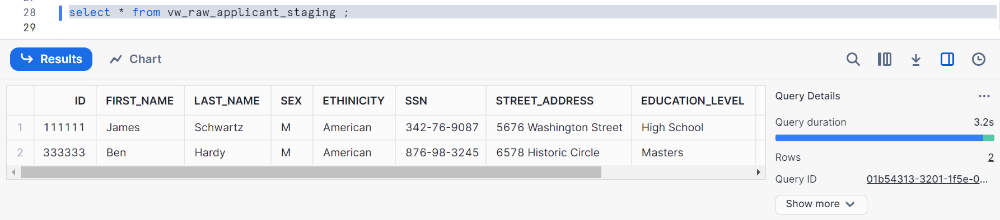 28 select * from vw_raw_applicant_staging ;
29
Results Chart
ID FIRST_NAME LAST_NAME SEX ETHINICITY SSN STREET_ADDRESS EDUCATION_LEVEL
1 111111 James Schwartz M American 342-76-9087 5676 Washington Street High School
2 333333 Ben Hardy M American 876-98-3245 6578 Historic Circle Masters
Query Details ...
Query duration 3.2s
Rows 2
Query ID 01b54313-3201-1f5e-0...
Show more